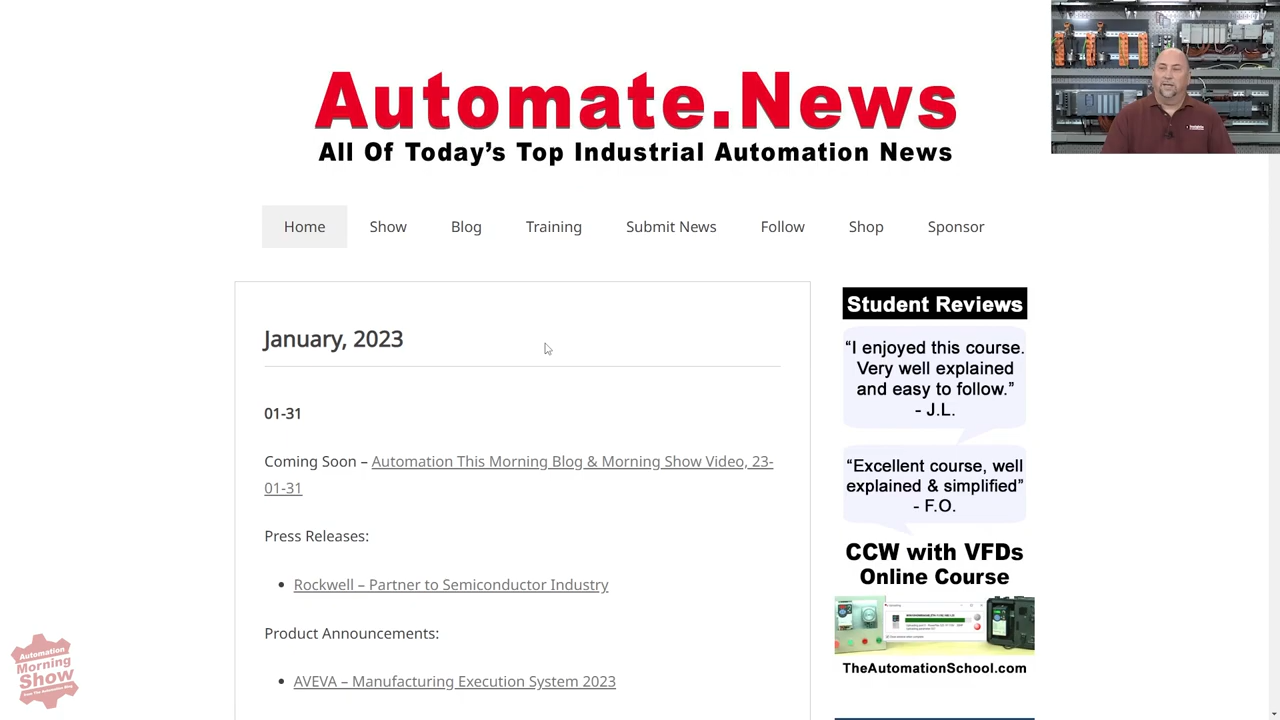 Automate.News
All Of Today's Top Industrial Automation News
Home
Show
Blog
Training
Submit News
Follow
Shop
Sponsor
January, 2023
01-31
Coming Soon – Automation This Morning Blog & Morning Show Video, 23-
01-31
Press Releases:
• Rockwell – Partner to Semiconductor Industry
Product Announcements:
• AVEVA – Manufacturing Execution System 2023
Student Reviews
“I enjoyed this course.
Very well explained
and easy to follow.”
- J.L.
“Excellent course, well
explained & simplified”
- F.O.
CCW with VFDs
Online Course
TheAutomationSchool.com
Automation
Morning
Show